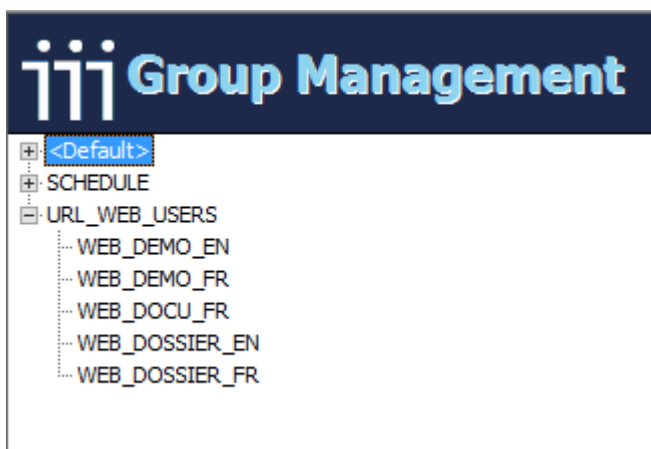 Group Management
<Default>
SCHEDULE
URL_WEB_USERS
WEB_DEMO_EN
WEB_DEMO_FR
WEB_DOCU_FR
WEB_DOSSIER_EN
WEB_DOSSIER_FR